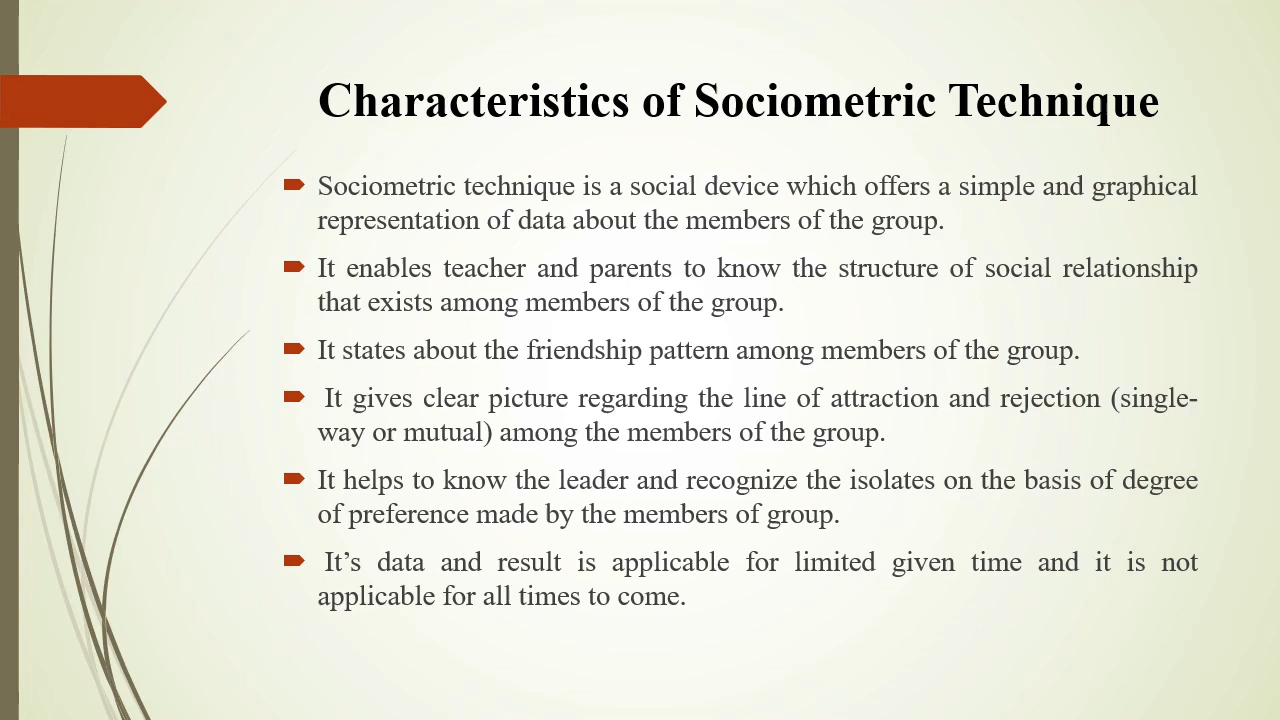 Characteristics of Sociometric Technique
Sociometric technique is a social device which offers a simple and graphical
representation of data about the members of the group.
It enables teacher and parents to know the structure of social relationship
that exists among members of the group.
It states about the friendship pattern among members of the group.
It gives clear picture regarding the line of attraction and rejection (single-
way or mutual) among the members of the group.
It helps to know the leader and recognize the isolates on the basis of degree
of preference made by the members of group.
It’s data and result is applicable for limited given time and it is not
applicable for all times to come.